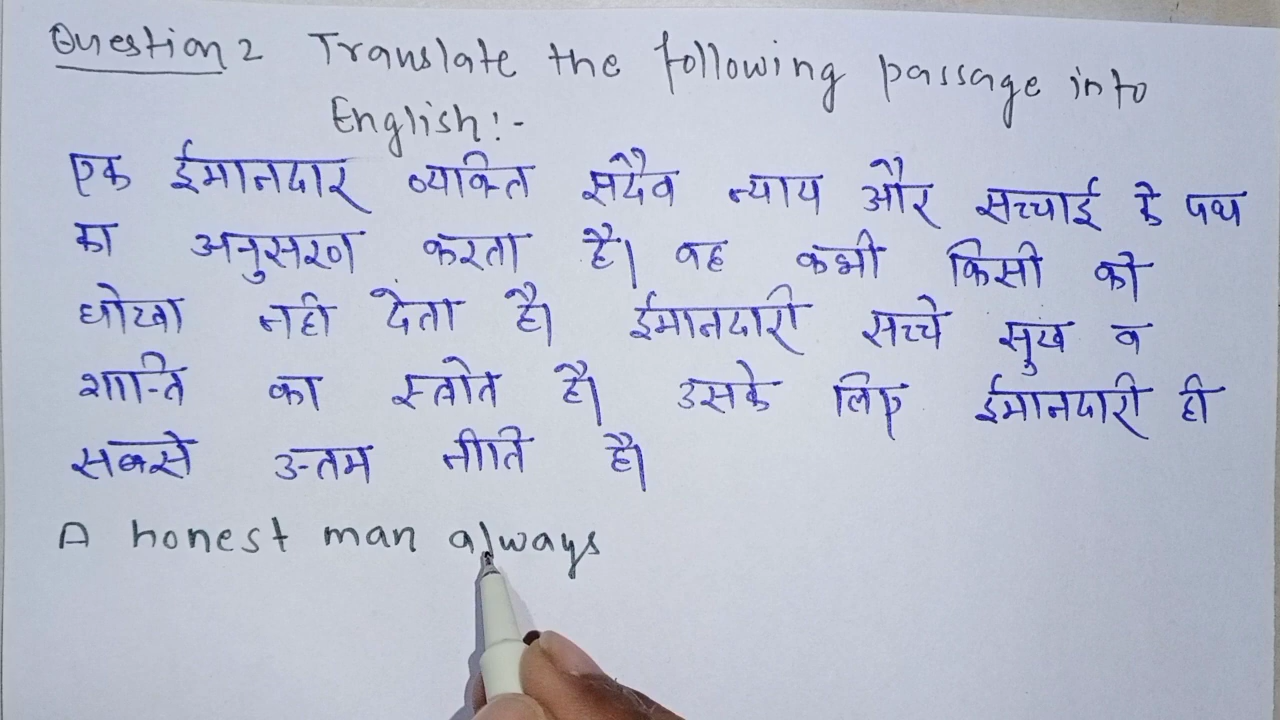 Question 2 Translate the following passage into
English:-
एक ईमानदार व्यक्ति सदैव न्याय और सच्चाई के पथ
का अनुसरण करता है। वह कभी किसी को
धोखा नही देता है। ईमानदारी सच्चे सुख व
शान्ति का स्त्रोत है। उसके लिए ईमानदारी ही
सबसे उत्तम नीति है।
A honest man always